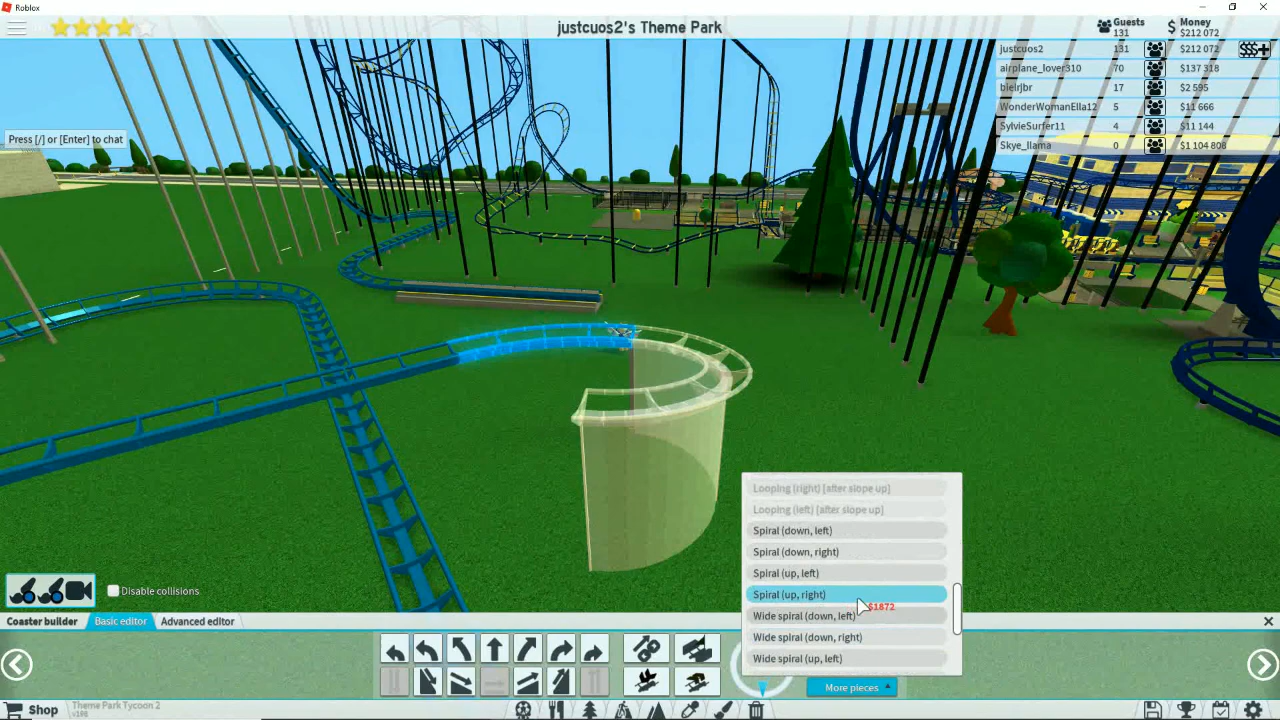 Roblox
justcuos2's Theme Park
Guests
131
Money
$212 072
justcuos2 131 $212 072
airplane_lover310 70 $137 318
bielrjbr 17 $2 595
WonderWomanElla12 5 $11 666
SylvieSurfer11 4 $11 144
Skye_llama 0 $1 104 808
Press [/] or [Enter] to chat
Looping (right) [after slope up]
Looping (left) [after slope up]
Spiral (down, left)
Spiral (down, right)
Spiral (up, left)
Spiral (up, right)
$1872
Wide spiral (down, left)
Wide spiral (down, right)
Wide spiral (up, left)
Disable collisions
Coaster builder Basic editor Advanced editor
More pieces
Shop
Theme Park Tycoon 2